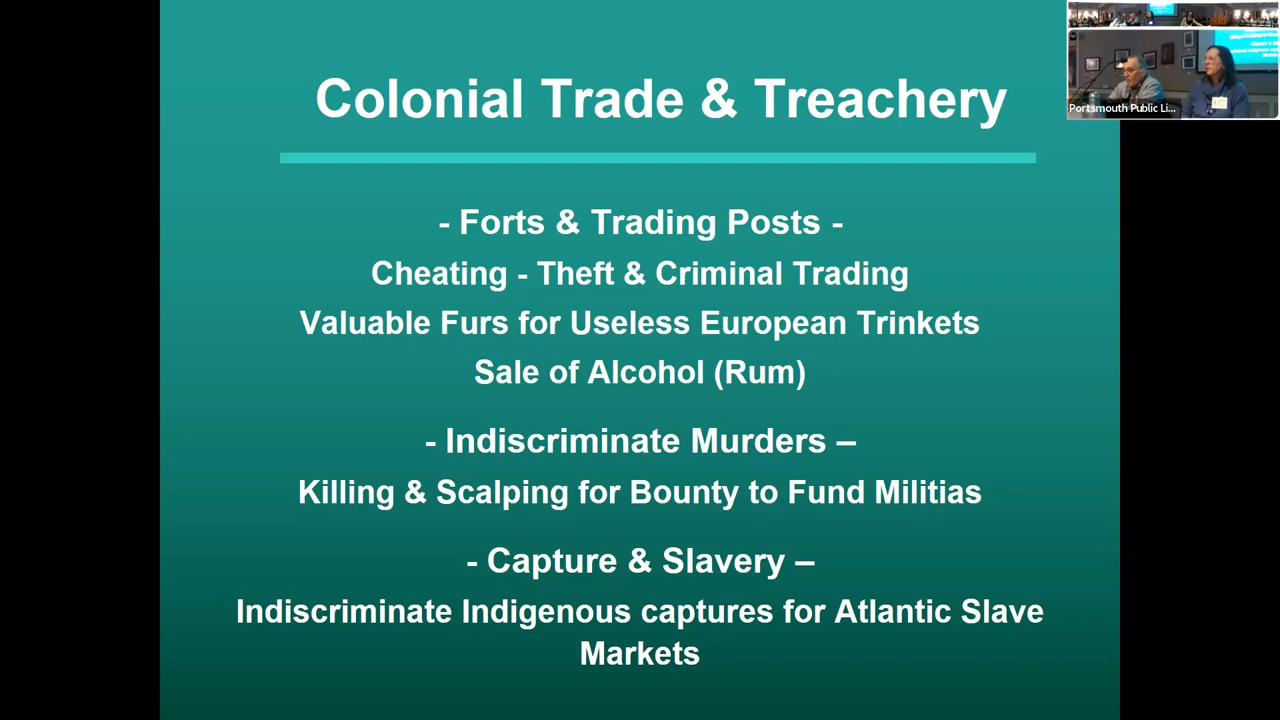 Colonial Trade & Treachery
- Forts & Trading Posts -
Cheating - Theft & Criminal Trading
Valuable Furs for Useless European Trinkets
Sale of Alcohol (Rum)
- Indiscriminate Murders –
Killing & Scalping for Bounty to Fund Militias
- Capture & Slavery –
Indiscriminate Indigenous captures for Atlantic Slave
Markets
Portsmouth Public Li...